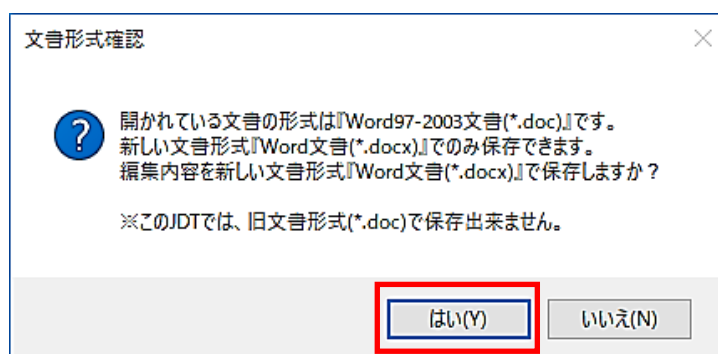 文書形式確認
開かれている文書の形式は『Word97-2003文書(*.doc)』です。
新しい文書形式『Word文書(*.docx)』でのみ保存できます。
編集内容を新しい文書形式『Word文書(*.docx)』で保存しますか？
※このJDTでは、旧文書形式(*.doc)で保存出来ません。
はい(Y)
いいえ(N)